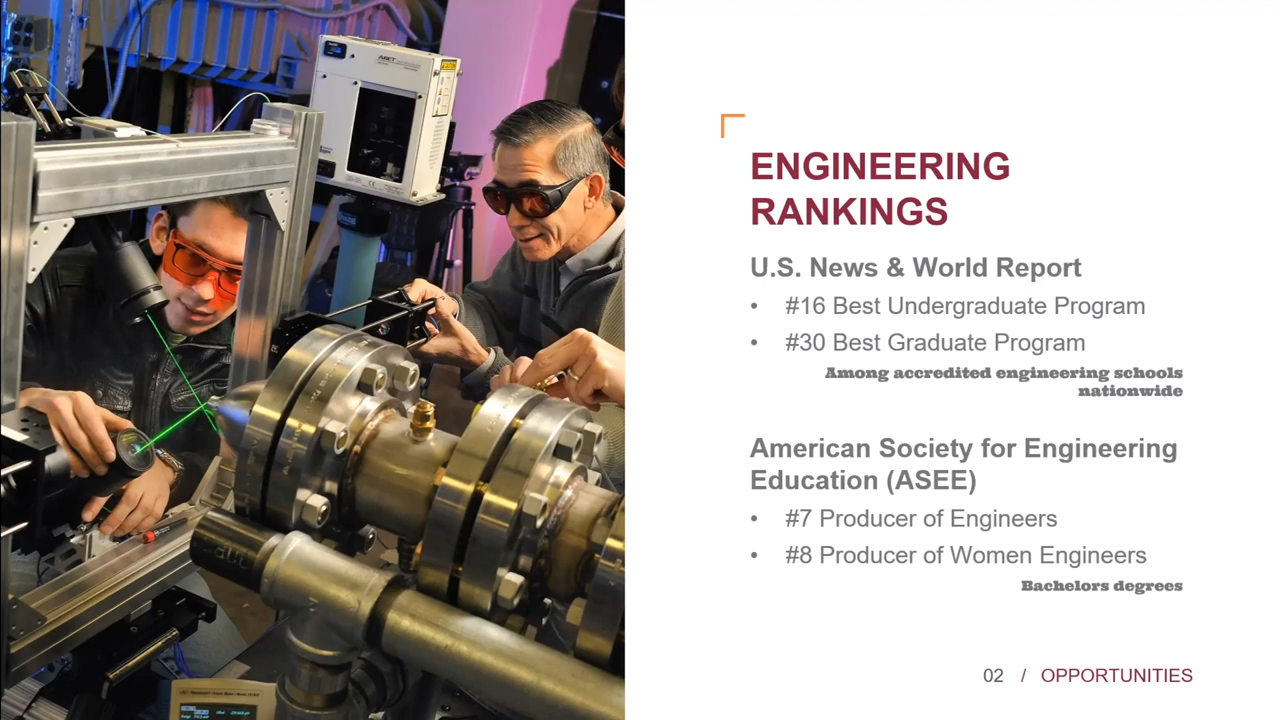 ENGINEERING
RANKINGS
U.S. News & World Report
• #16 Best Undergraduate Program
• #30 Best Graduate Program
Among accredited engineering schools
nationwide
American Society for Engineering
Education (ASEE)
• #7 Producer of Engineers
• #8 Producer of Women Engineers
Bachelors degrees
02 / OPPORTUNITIES